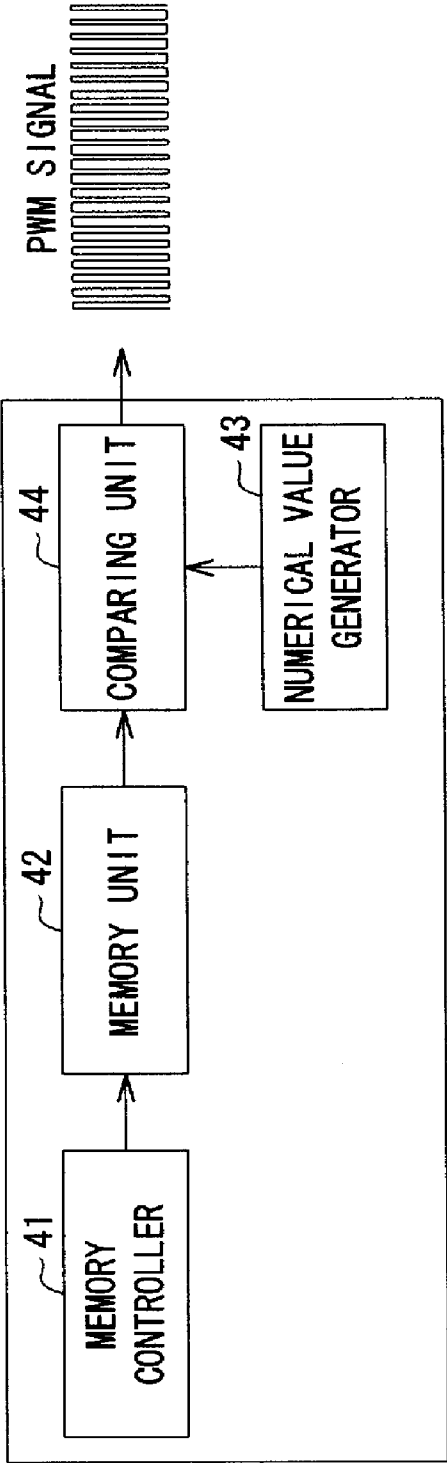 41
MEMORY
CONTROLLER
42
MEMORY UNIT
44
COMPARING UNIT
43
NUMERICAL VALUE
GENERATOR
PWM SIGNAL